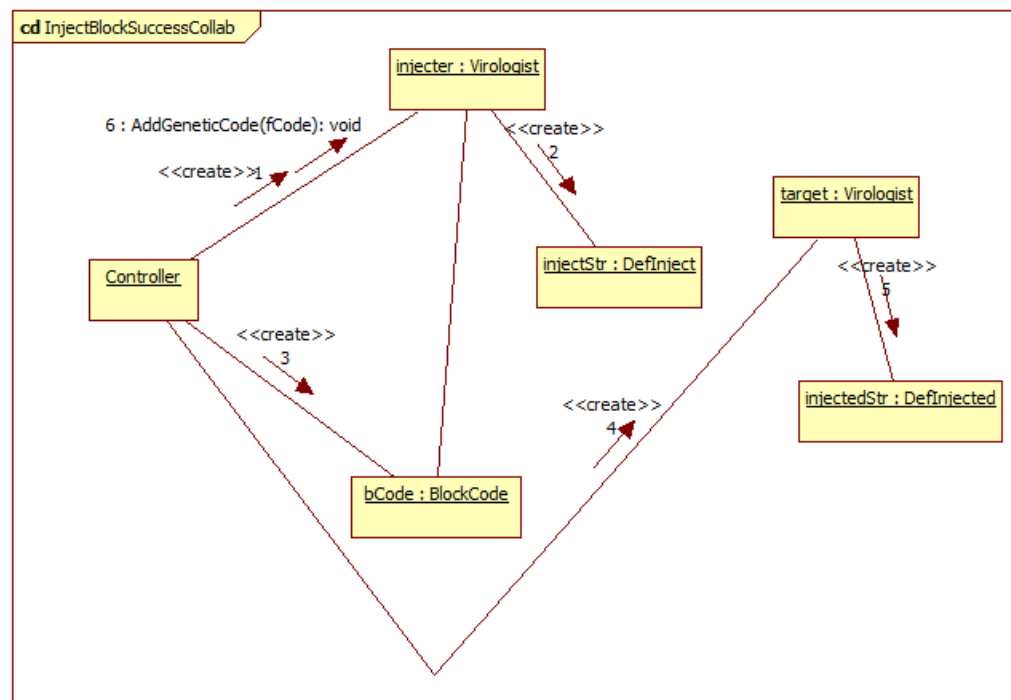 cd InjectBlockSuccessCollab
injecter : Virologist
6 : AddGeneticCode(fCode): void
<<create>>
1
<<create>>
2
target : Virologist
Controller
injectStr : DefInject
<<create>>
5
<<create>>
3
injectedStr : DefInjected
<<create>>
4
bCode : BlockCode